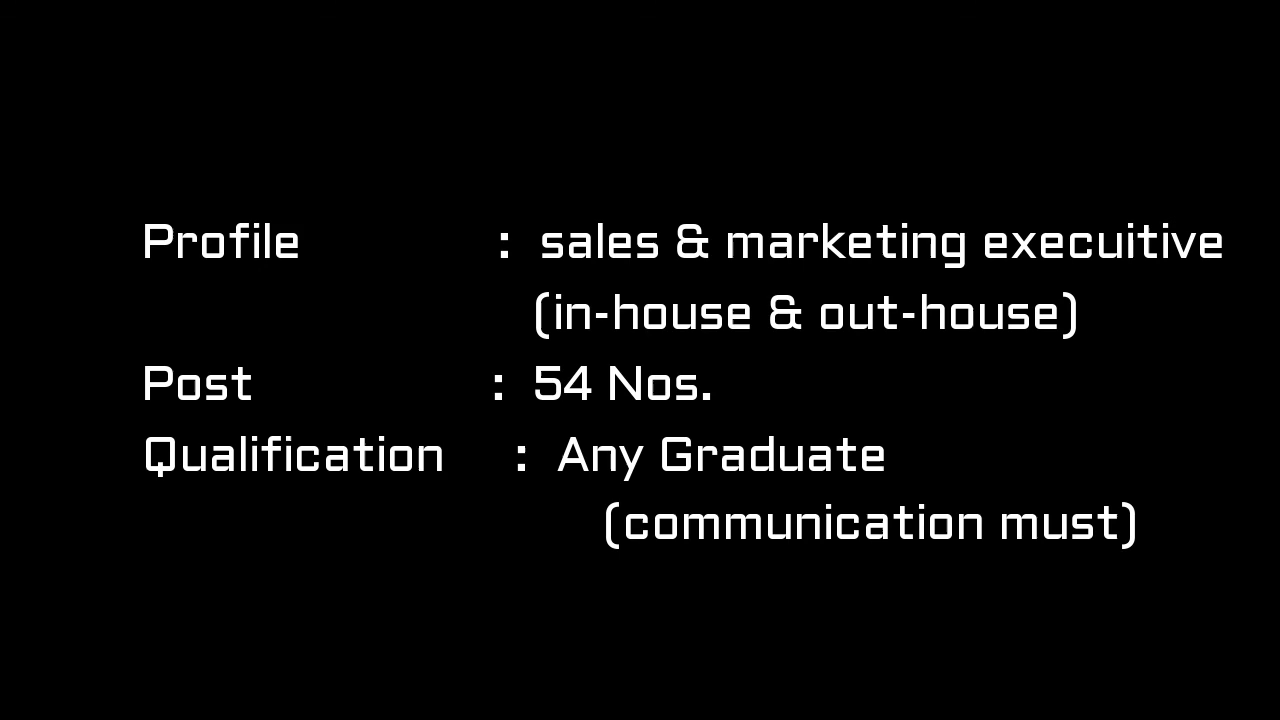 Profile : sales & marketing execuitive
(in-house & out-house)
Post : 54 Nos.
Qualification : Any Graduate
(communication must)